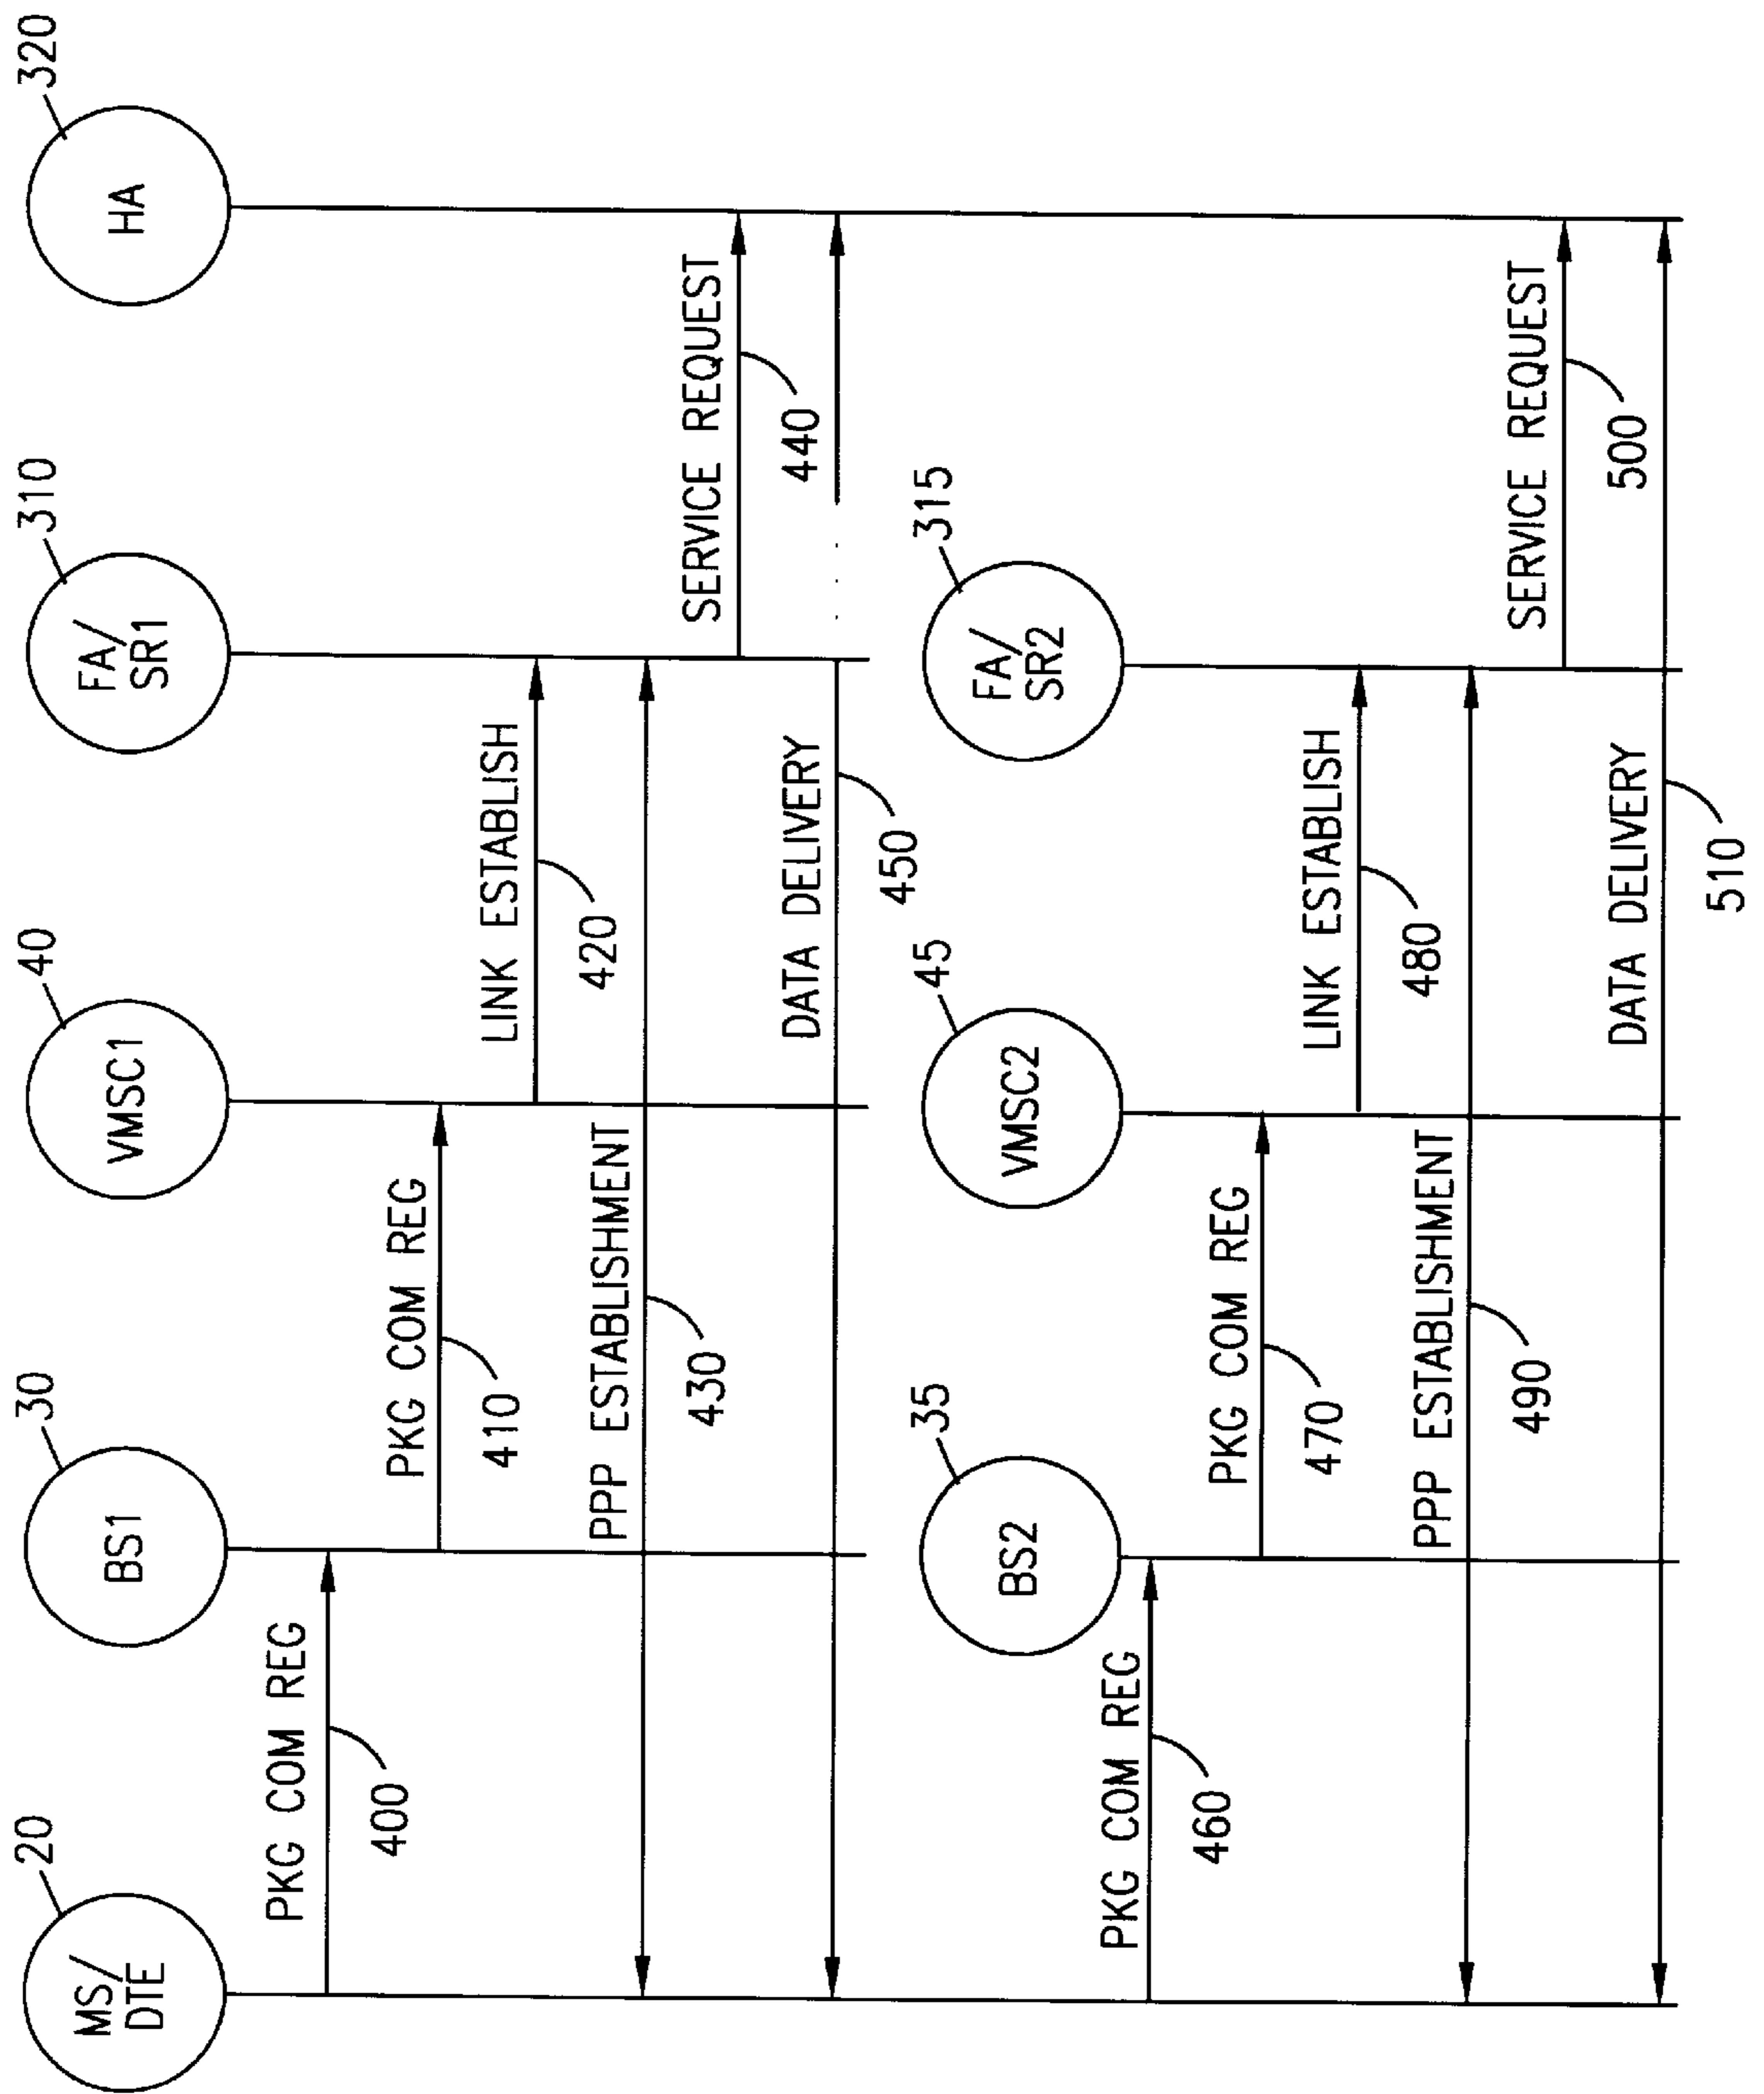 20
MS/
DTE
30
BS1
40
VMSC1
310
FA/
SR1
320
HA
PKG COM REG
400
PKG COM REG
410
LINK ESTABLISH
420
PPP ESTABLISHMENT
430
SERVICE REQUEST
440
DATA DELIVERY
450
35
BS2
45
VMSC2
315
FA/
SR2
PKG COM REG
460
PKG COM REG
470
LINK ESTABLISH
480
PPP ESTABLISHMENT
490
SERVICE REQUEST
500
DATA DELIVERY
510